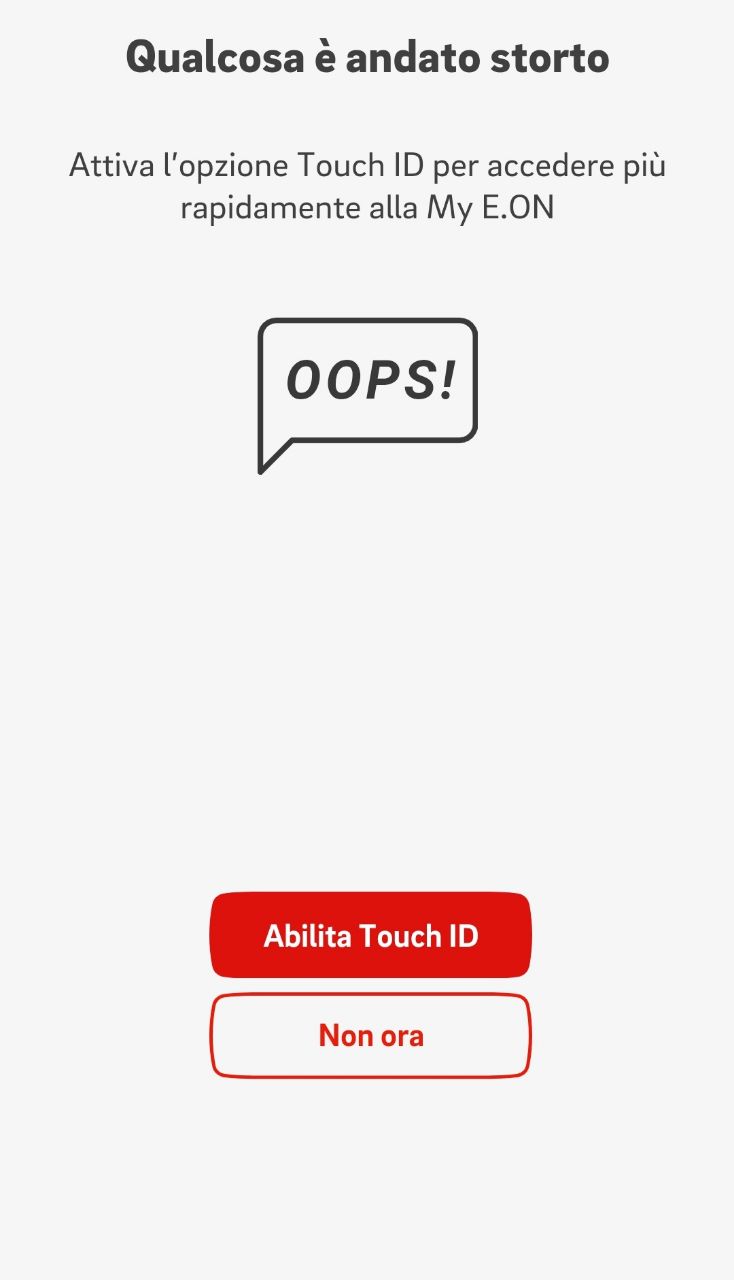 Qualcosa è andato storto
Attiva l'opzione Touch ID per accedere più
rapidamente alla My E.ON
OOPS!
Abilita Touch ID
Non ora